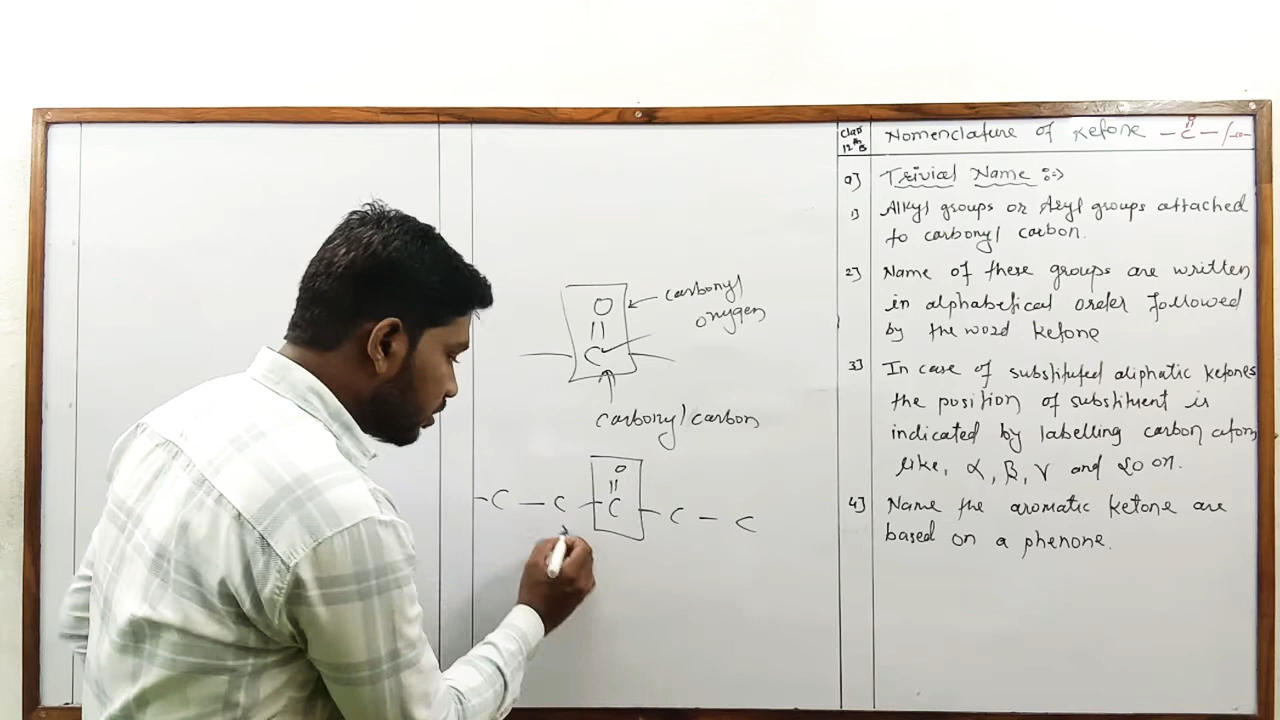 Class 12th B
Nomenclature of Ketone -C- /-CO-
O
||
a] Trivial Name ::->
1) Alkyl groups or Aryl groups attached
to carbonyl carbon.
2] Name of these groups are written
in alphabetical order followed
by the word ketone
3] In case of substituted aliphatic ketones
the position of substituent is
indicated by labelling carbon atom
like, α, β, γ and so on.
4] Name the aromatic ketone are
based on a phenone.
O
||
C
carbonyl
oxygen
carbonyl carbon
O
||
-C - C - C - C - C